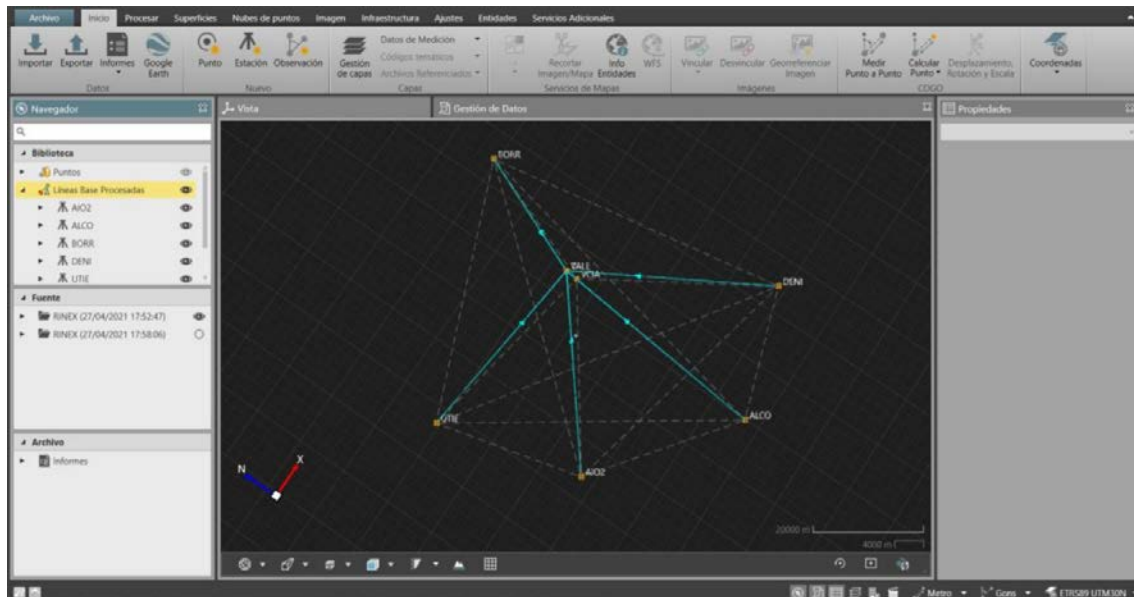 Archivo Inicio Procesar Superficies Nubes de puntos Imagen Infraestructura Ajustes Entidades Servicios Adicionales
Importar Exportar Informes Google Earth
Punto Estación Observación
Gestión de capas
Datos de Medición
Códigos temáticos
Archivos Referenciados
Recortar Imagen/Mapa
Info Entidades
WFS
Vincular Desvincular Georreferenciar Imagen
Medir Punto a Punto
Calcular Punto
Desplazamiento, Rotación y Escala
Coordenadas
Datos Nuevo Capas Servicios de Mapas Imágenes COGO
Navegador
Vista
Gestión de Datos
Propiedades
Biblioteca
Puntos
Líneas Base Procesadas
AIO2
ALCO
BORR
DENI
UTIE
Fuente
RINEX (27/04/2021 17:52:47)
RINEX (27/04/2021 17:58:06)
Archivo
Informes
BORR
VCIA
DENI
UTIE
ALCO
AIO2
N
X
20000 m
4000 m
Metro
Gons
ETRS89 UTM30N